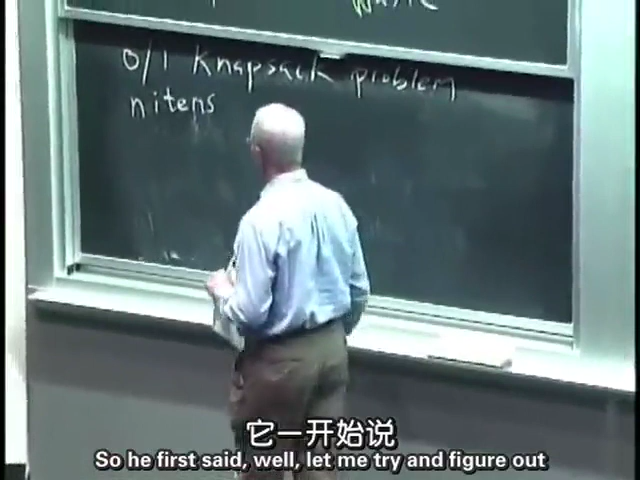 0/1 Knapsack problem
n items
它一开始说
So he first said, well, let me try and figure out